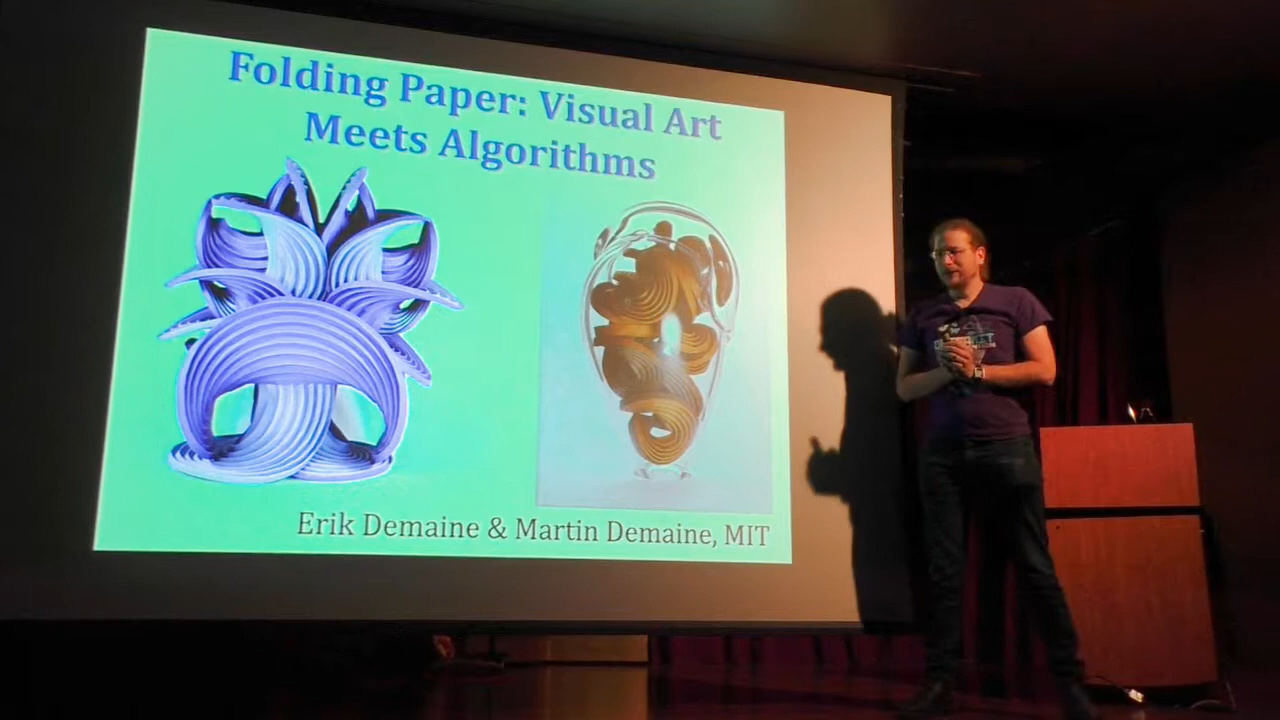 Folding Paper: Visual Art
Meets Algorithms
Erik Demaine & Martin Demaine, MIT